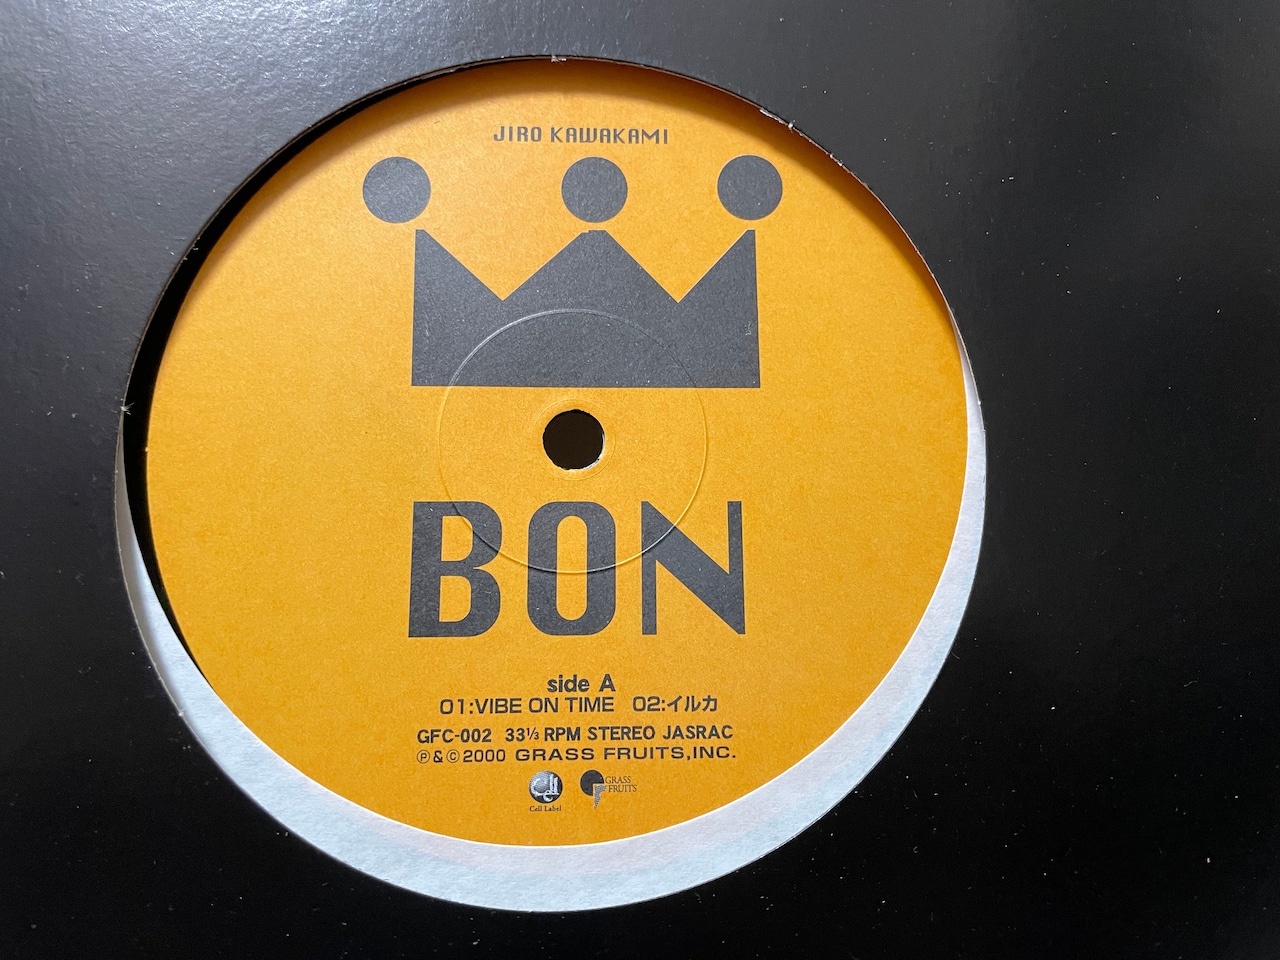 JIRO KAWAKAMI
BON
side A
01:VIBE ON TIME 02:イルカ
GFC-002 33⅓ RPM STEREO JASRAC
Ⓟ&©2000 GRASS FRUITS,INC.
Cell
Cell Label
GRASS
FRUITS